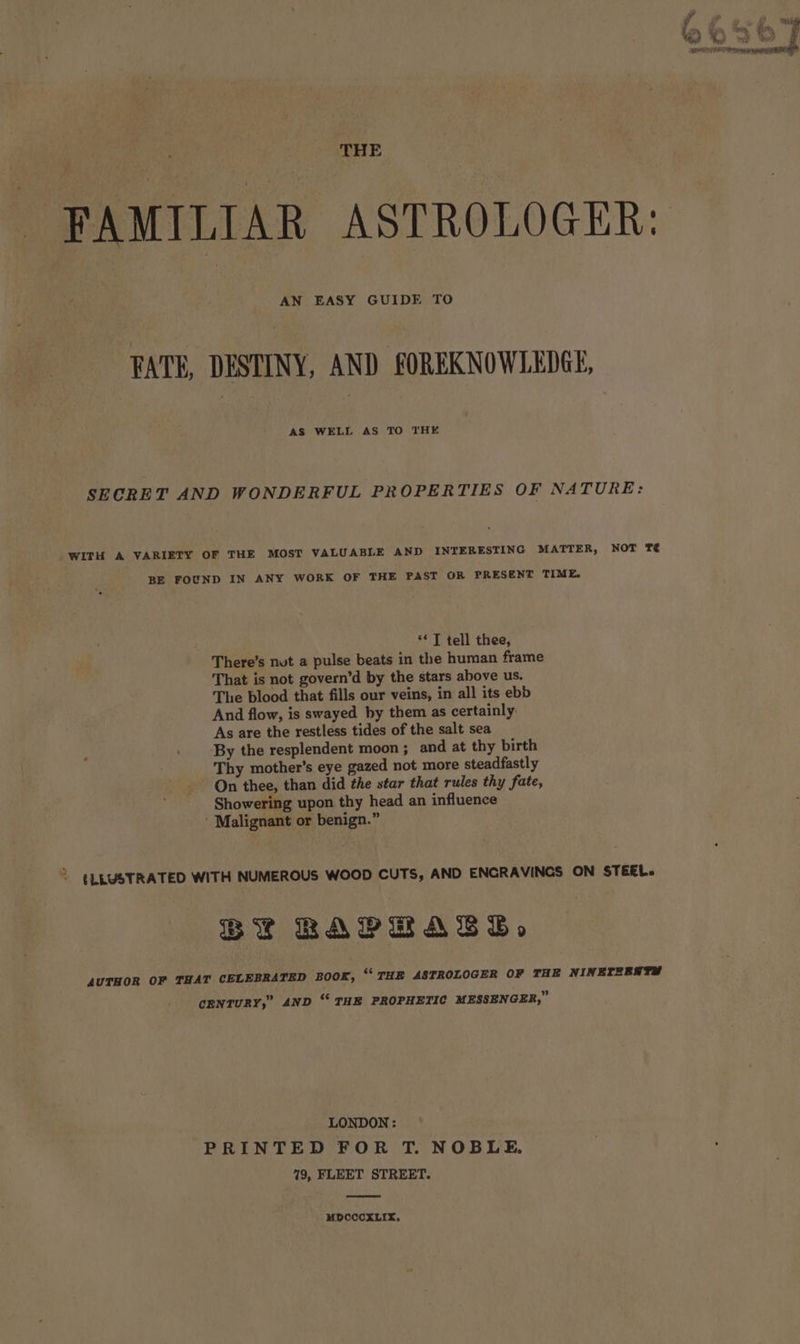 66567
THE
FAMILIAR ASTROLOGER:
AN EASY GUIDE TO
FATE, DESTINY, AND FOREKNOWLEDGE,
AS WELL AS TO THE
SECRET AND WONDERFUL PROPERTIES OF NATURE:
WITH A VARIETY OF THE MOST VALUABLE AND INTERESTING MATTER, NOT TO
BE FOUND IN ANY WORK OF THE PAST OR PRESENT TIME.
“I tell thee,
There’s not a pulse beats in the human frame
That is not govern’d by the stars above us.
The blood that fills our veins, in all its ebb
And flow, is swayed by them as certainly
As are the restless tides of the salt sea
By the resplendent moon; and at thy birth
Thy mother’s eye gazed not more steadfastly
On thee, than did the star that rules thy fate,
Showering upon thy head an influence
Malignant or benign.”
ILLUSTRATED WITH NUMEROUS WOOD CUTS, AND ENGRAVINGS ON STEEL.
BY RAPHAEL,
AUTHOR OF THAT CELEBRATED BOOK, “THE ASTROLOGER OF THE NINETEENTH
CENTURY,” AND “THE PROPHETIC MESSENGER,”
LONDON:
PRINTED FOR T. NOBLE.
79, FLEET STREET.
MDCCCXLIX.